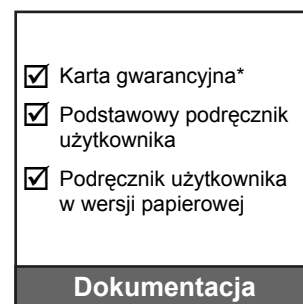 Karta gwarancyjna*
Podstawowy podręcznik
użytkownika
Podręcznik użytkownika
w wersji papierowej
Dokumentacja